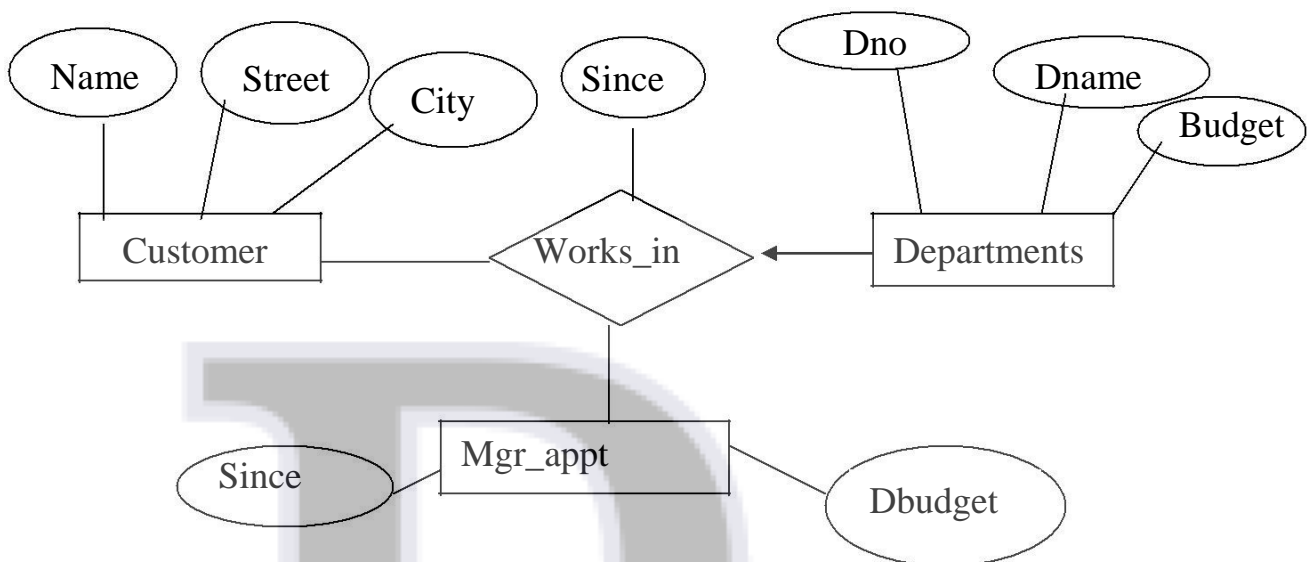 Name
Street
City
Since
Dno
Dname
Budget
Customer
Works_in
Departments
Mgr_appt
Since
Dbudget